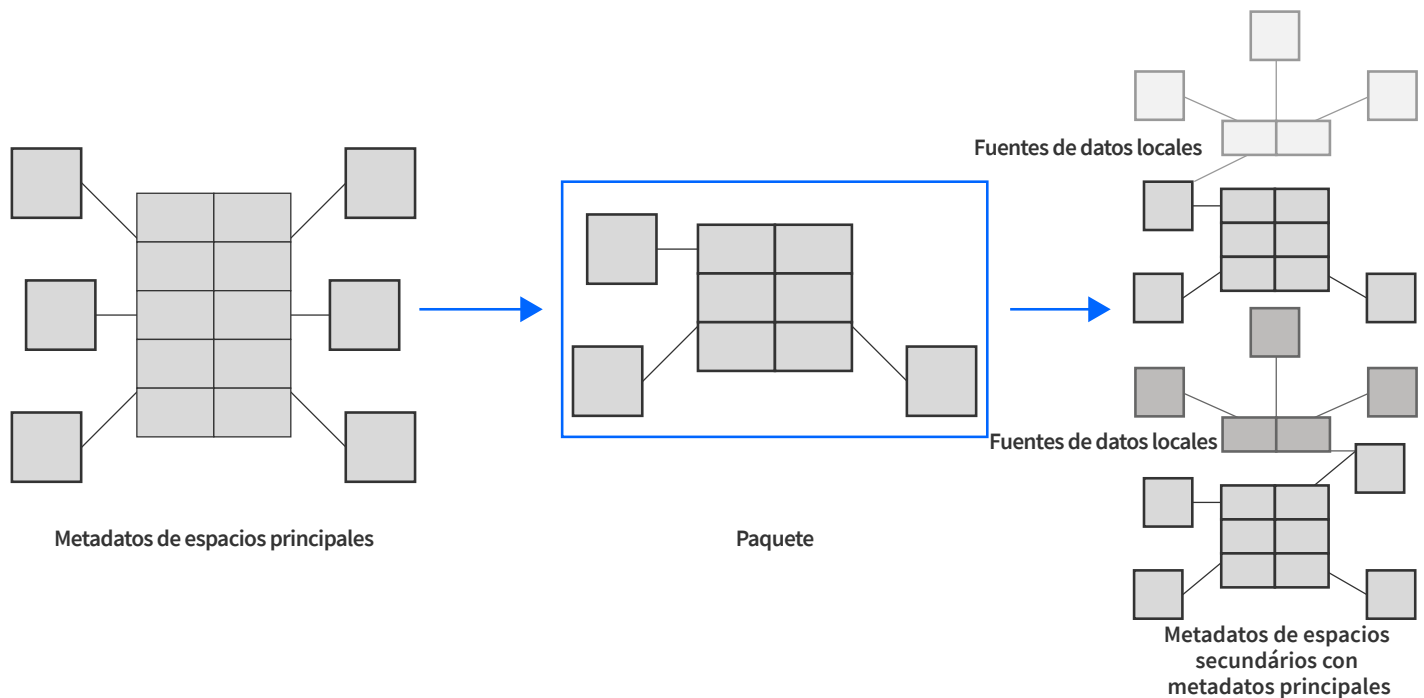 Fuentes de datos locales
Fuentes de datos locales
Metadatos de espacios principales
Paquete
Metadatos de espacios
secundários con
metadatos principales